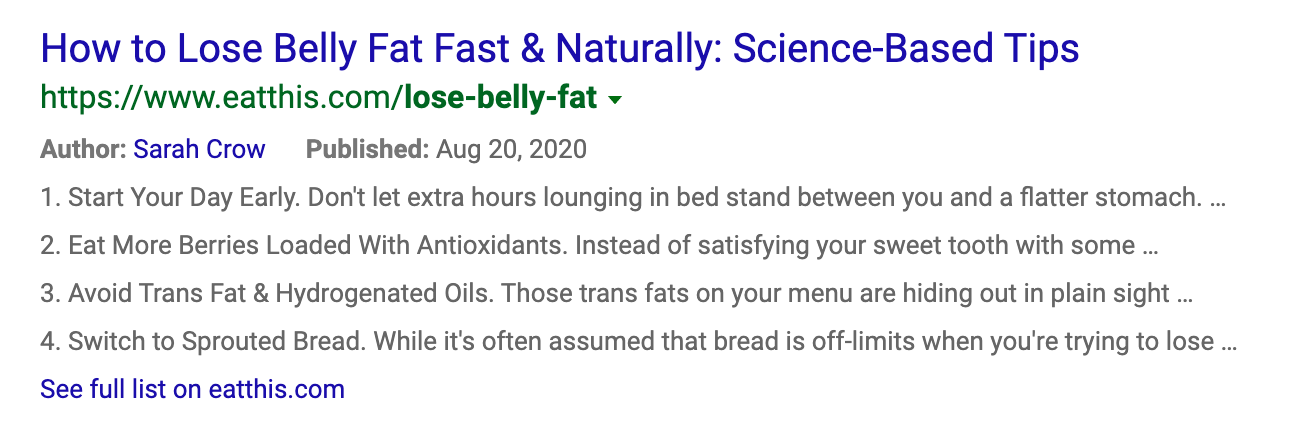 How to Lose Belly Fat Fast & Naturally: Science-Based Tips
https://www.eatthis.com/lose-belly-fat
Author: Sarah Crow Published: Aug 20, 2020
1. Start Your Day Early. Don't let extra hours lounging in bed stand between you and a flatter stomach. ...
2. Eat More Berries Loaded With Antioxidants. Instead of satisfying your sweet tooth with some ...
3. Avoid Trans Fat & Hydrogenated Oils. Those trans fats on your menu are hiding out in plain sight ...
4. Switch to Sprouted Bread. While it's often assumed that bread is off-limits when you're trying to lose ...
See full list on eatthis.com